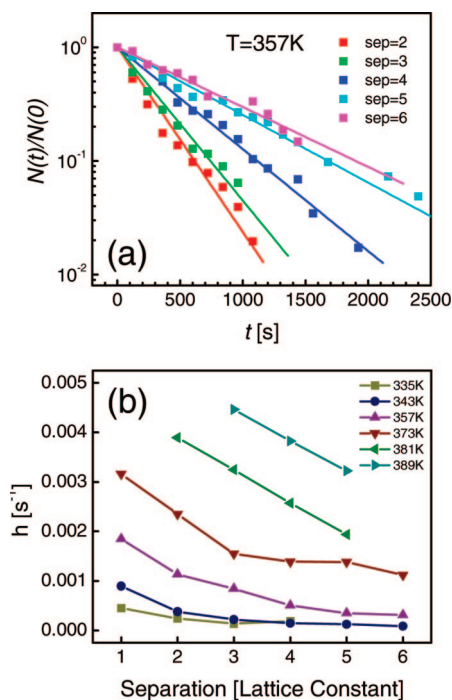 T=357K
sep=2
sep=3
sep=4
sep=5
sep=6
N(t)/N(0)
10⁰
10⁻¹
10⁻²
(a)
0 500 1000 1500 2000 2500
t [s]
(b)
335K
343K
357K
373K
381K
389K
h [s⁻¹]
0.005
0.004
0.003
0.002
0.001
0.000
1 2 3 4 5 6
Separation [Lattice Constant]